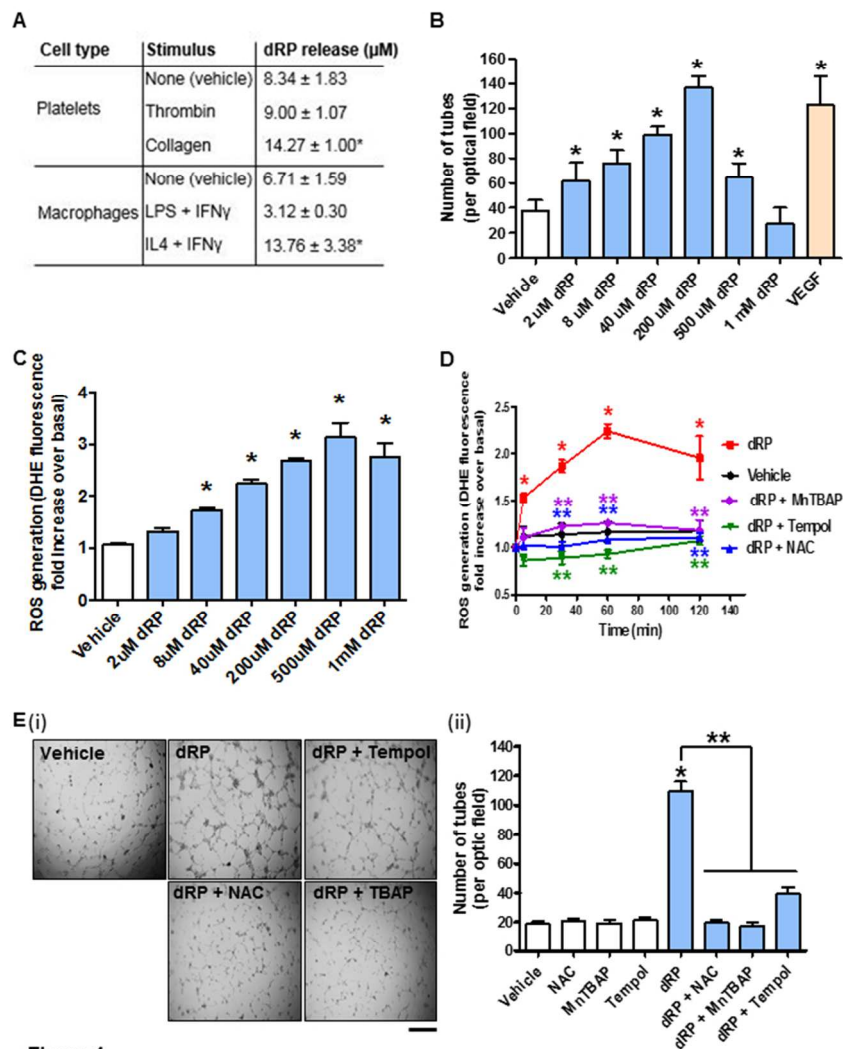 A
Cell type Stimulus dRP release (µM)
Platelets
None (vehicle) 8.34 ± 1.83
Thrombin 9.00 ± 1.07
Collagen 14.27 ± 1.00*
Macrophages
None (vehicle) 6.71 ± 1.59
LPS + IFNγ 3.12 ± 0.30
IL4 + IFNγ 13.76 ± 3.38*
B
Number of tubes
(per optical field)
160
140
120
100
80
60
40
20
0
* * * * * *
Vehicle
2 uM dRP
8 uM dRP
40 uM dRP
200 uM dRP
500 uM dRP
1 mM dRP
VEGF
C
ROS generation (DHE fluorescence
fold increase over basal)
4
3
2
1
0
* * * * *
Vehicle
2uM dRP
8uM dRP
40uM dRP
200uM dRP
500uM dRP
1mM dRP
D
ROS generation (DHE fluorescence
fold increase over basal)
2.5
2.0
1.5
1.0
0.5
* * * *
** ** **
** ** **
** ** **
0 20 40 60 80 100 120 140
Time (min)
dRP
Vehicle
dRP + MnTBAP
dRP + Tempol
dRP + NAC
E (i)
Vehicle
dRP
dRP + Tempol
dRP + NAC
dRP + TBAP
(ii)
Number of tubes
(per optic field)
140
120
100
80
60
40
20
0
*
**
Vehicle
NAC
MnTBAP
Tempol
dRP
dRP + NAC
dRP + MnTBAP
dRP + Tempol